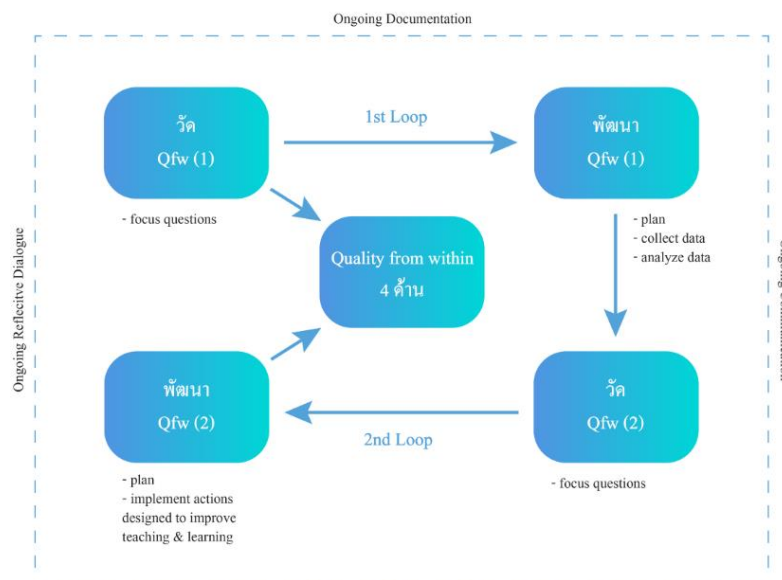 Ongoing Documentation
วัด
Qfw (1)
- focus questions
1st Loop
พัฒนา
Qfw (1)
- plan
- collect data
- analyze data
Quality from within
4 ด้าน
Ongoing Reflecitve Dialogue
พัฒนา
Qfw (2)
- plan
- implement actions
designed to improve
teaching & learning
2nd Loop
วัด
Qfw (2)
- focus questions